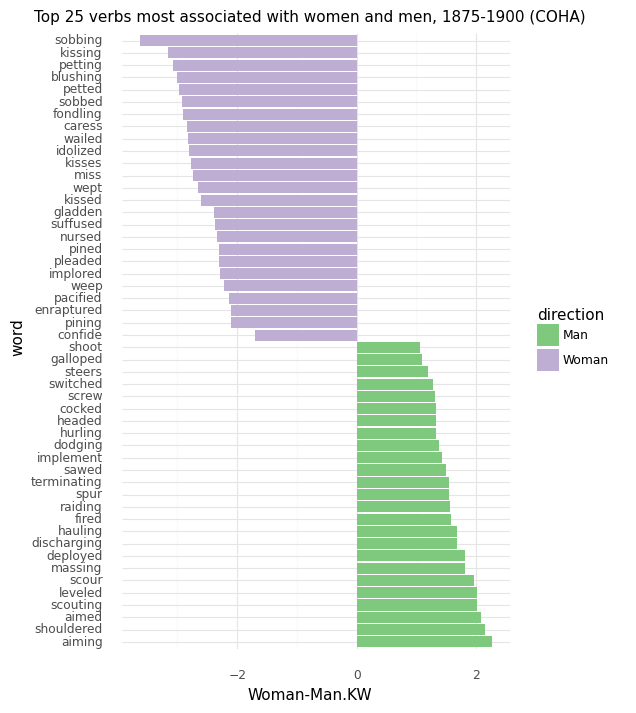 Top 25 verbs most associated with women and men, 1875-1900 (COHA)
sobbing
kissing
petting
blushing
petted
sobbed
fondling
caress
wailed
idolized
kisses
miss
wept
kissed
gladden
suffused
nursed
pined
pleaded
implored
weep
pacified
enraptured
pining
confide
shoot
galloped
steers
switched
screw
cocked
headed
hurling
dodging
implement
sawed
terminating
spur
raiding
fired
hauling
discharging
deployed
massing
scour
leveled
scouting
aimed
shouldered
aiming
word
−2 0 2
Woman-Man.KW
direction
Man
Woman